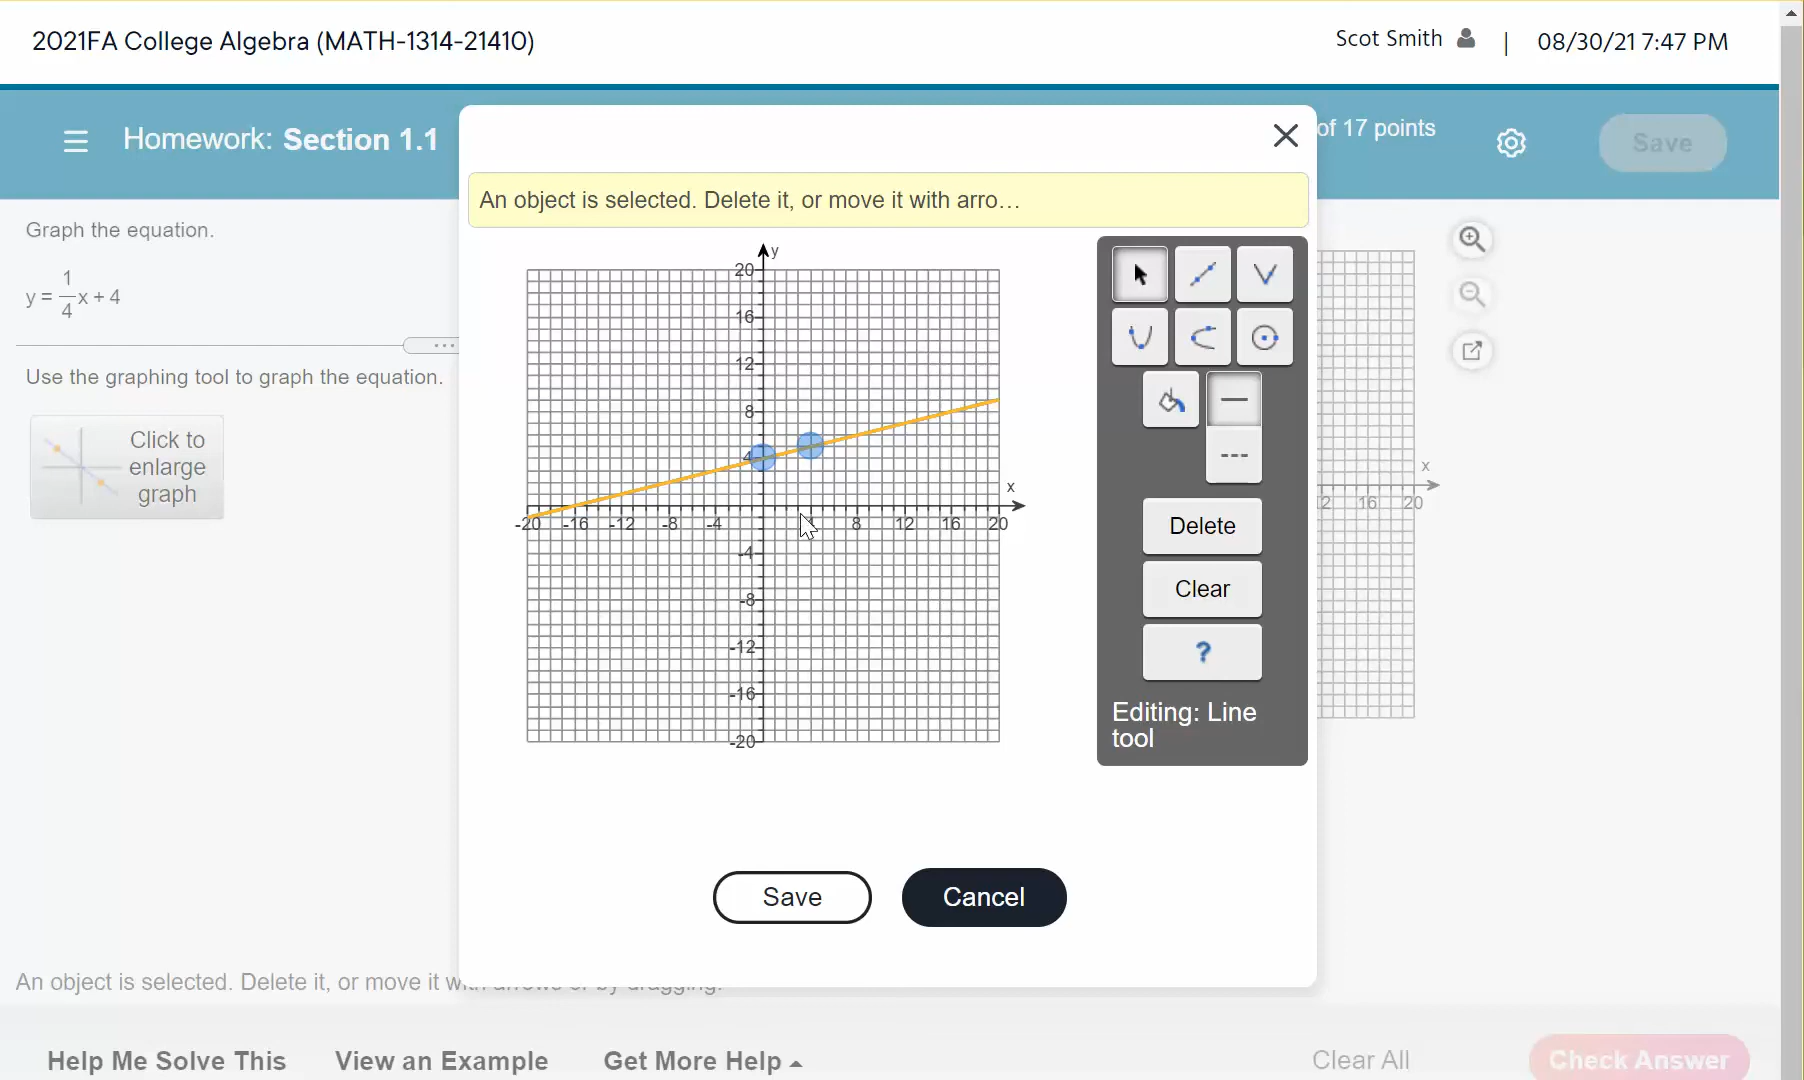 2021FA College Algebra (MATH-1314-21410)
Scot Smith | 08/30/21 7:47 PM
Homework: Section 1.1
of 17 points
Save
An object is selected. Delete it, or move it with arro…
Graph the equation.
y = 1/4 x + 4
Use the graphing tool to graph the equation.
Click to
enlarge
graph
y
20
16
12
8
4
x
-20 -16 -12 -8 -4 8 12 16 20
-4
-8
-12
-16
-20
x
16 20
Delete
Clear
?
Editing: Line
tool
Save
Cancel
An object is selected. Delete it, or move it with arrows or by dragging.
Help Me Solve This
View an Example
Get More Help
Clear All
Check Answer